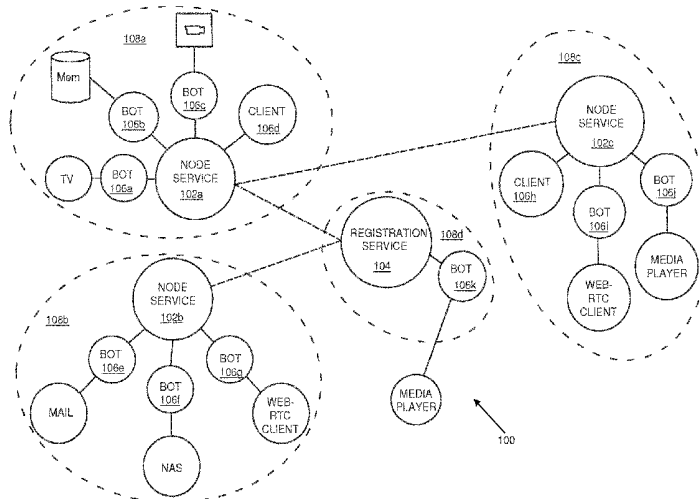 108a
Mem
BOT
106b
BOT
106c
CLIENT
106d
TV
BOT
106a
NODE
SERVICE
102a
108c
NODE
SERVICE
102c
CLIENT
106h
BOT
106i
BOT
106j
WEB-
RTC
CLIENT
MEDIA
PLAYER
REGISTRATION
SERVICE
104
108d
BOT
106k
MEDIA
PLAYER
100
108b
NODE
SERVICE
102b
BOT
106e
BOT
106f
BOT
106g
MAIL
NAS
WEB-
RTC
CLIENT